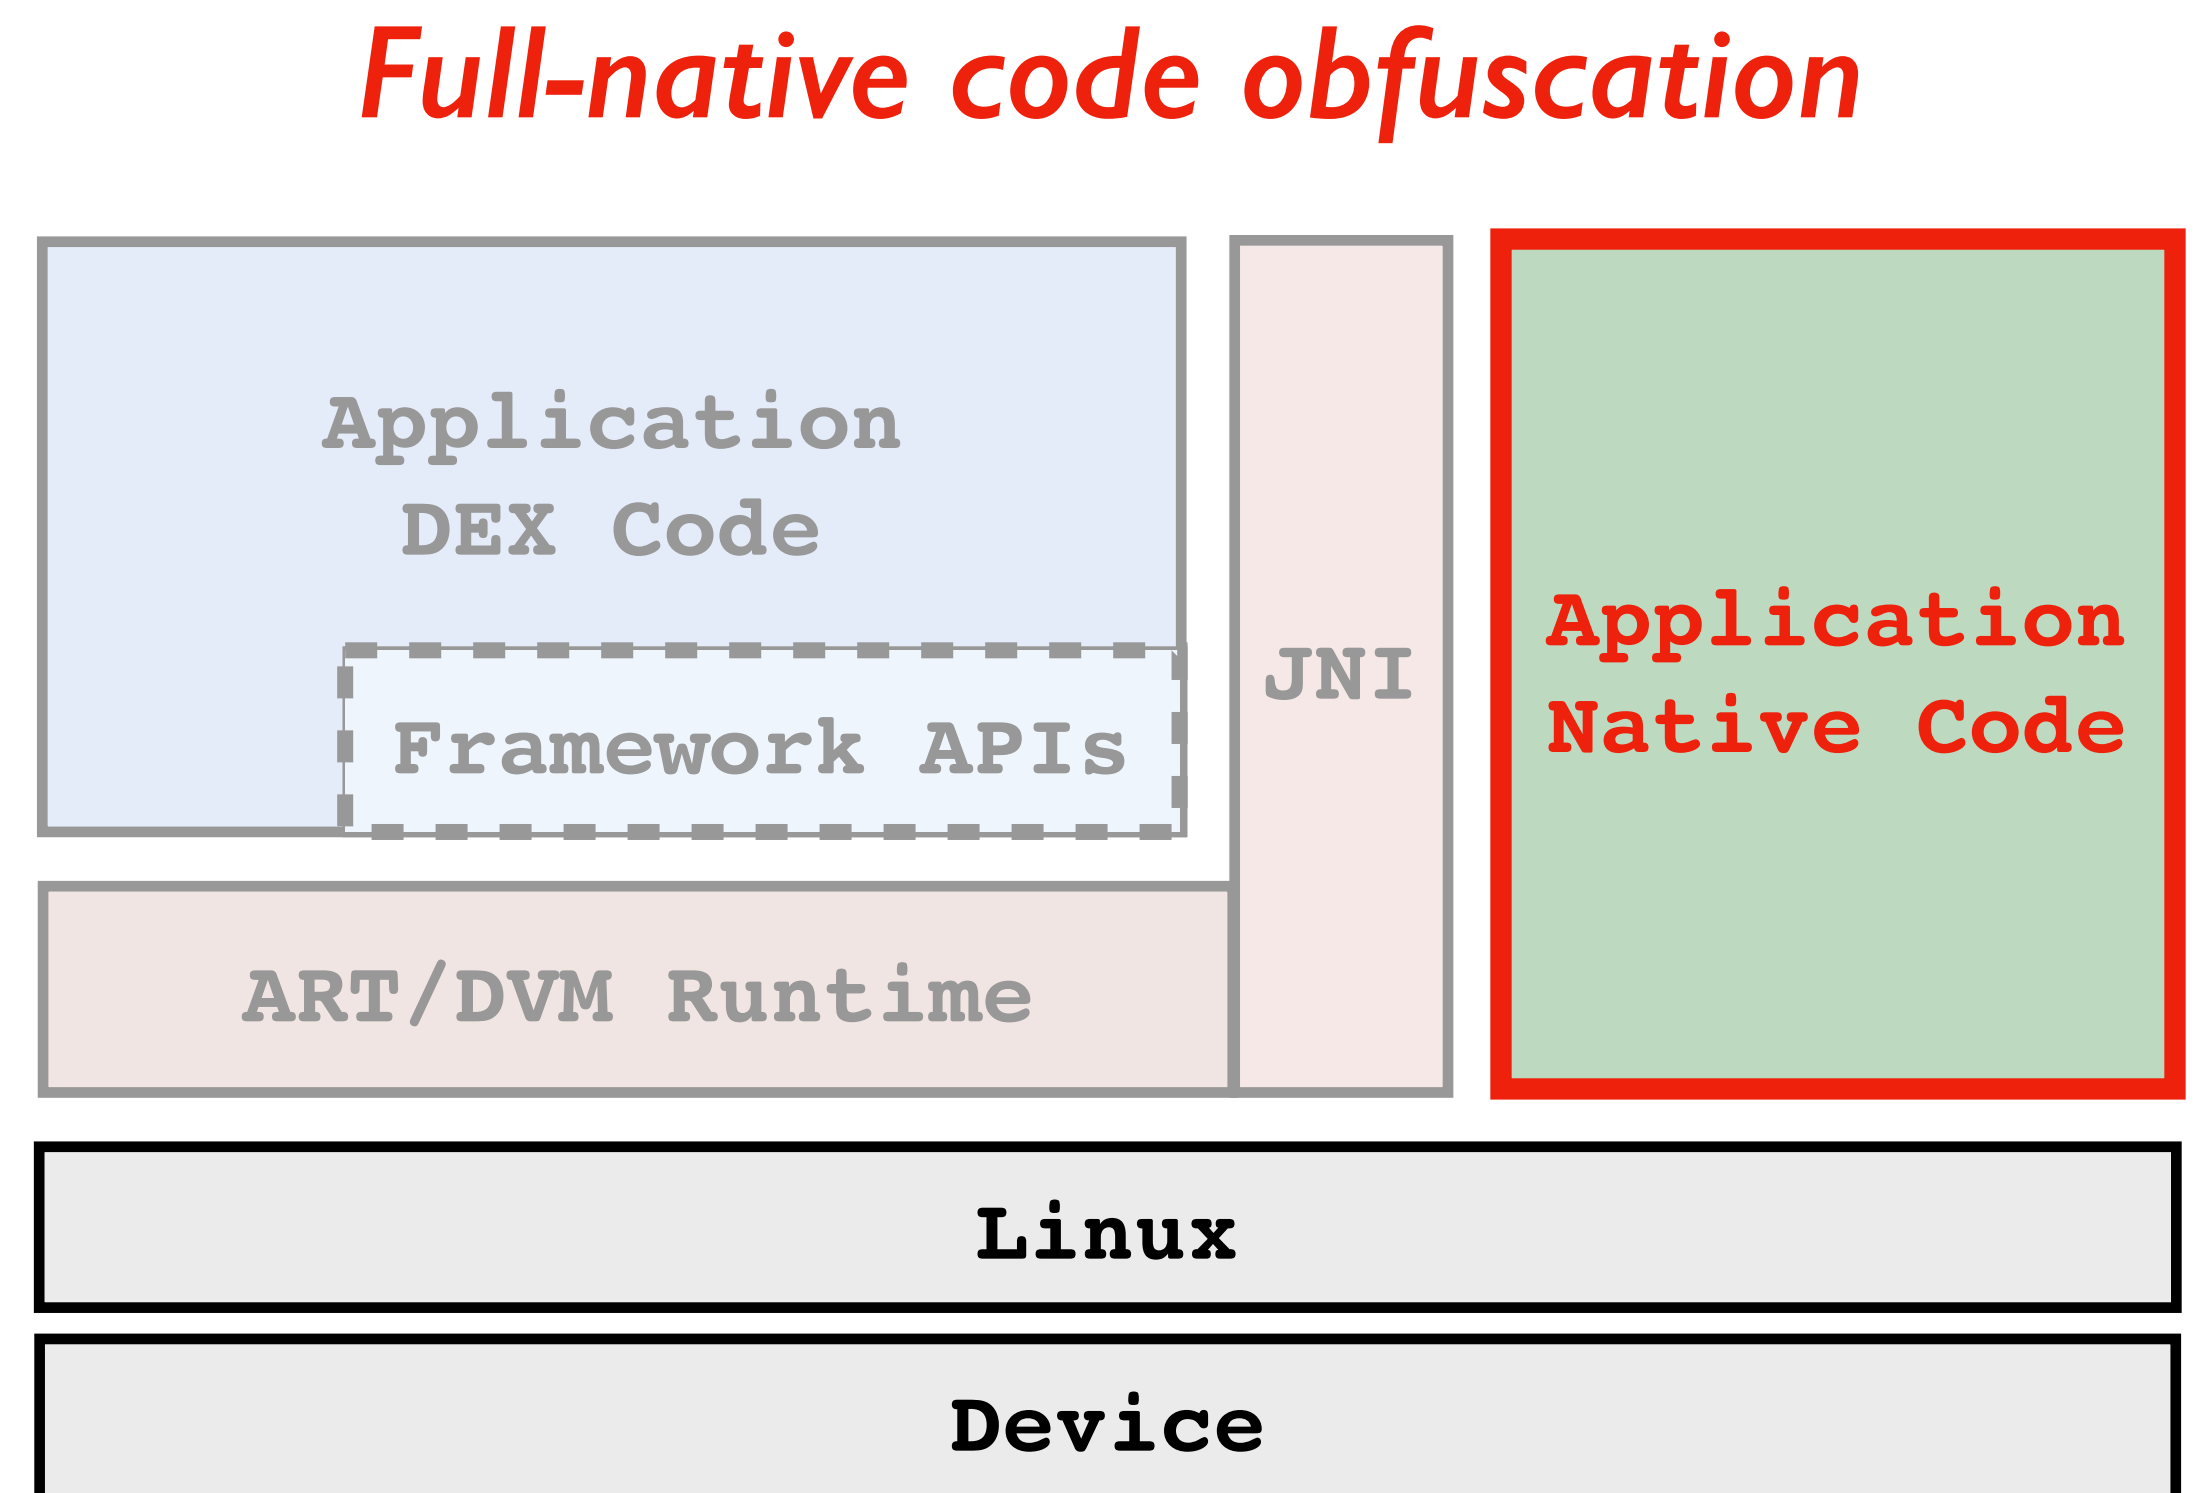 Full-native code obfuscation
Application
DEX Code
Framework APIs
JNI
Application
Native Code
ART/DVM Runtime
Linux
Device